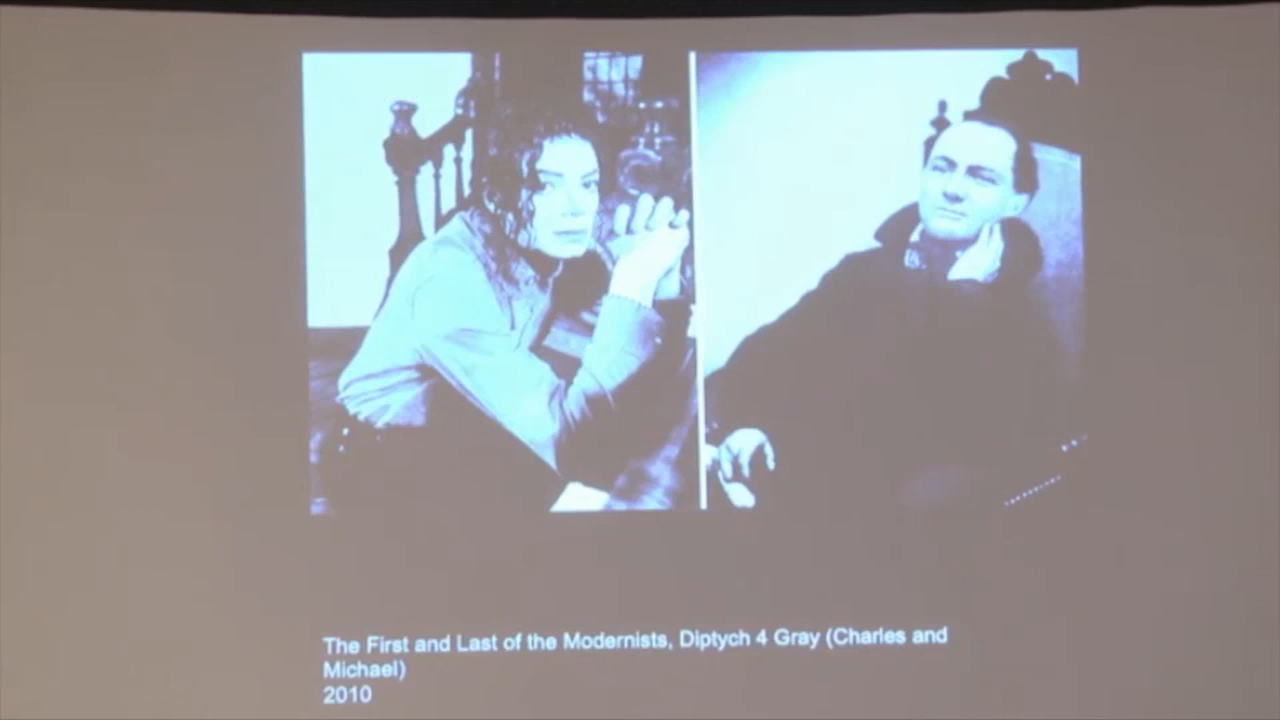 The First and Last of the Modernists, Diptych 4 Gray (Charles and
Michael)
2010